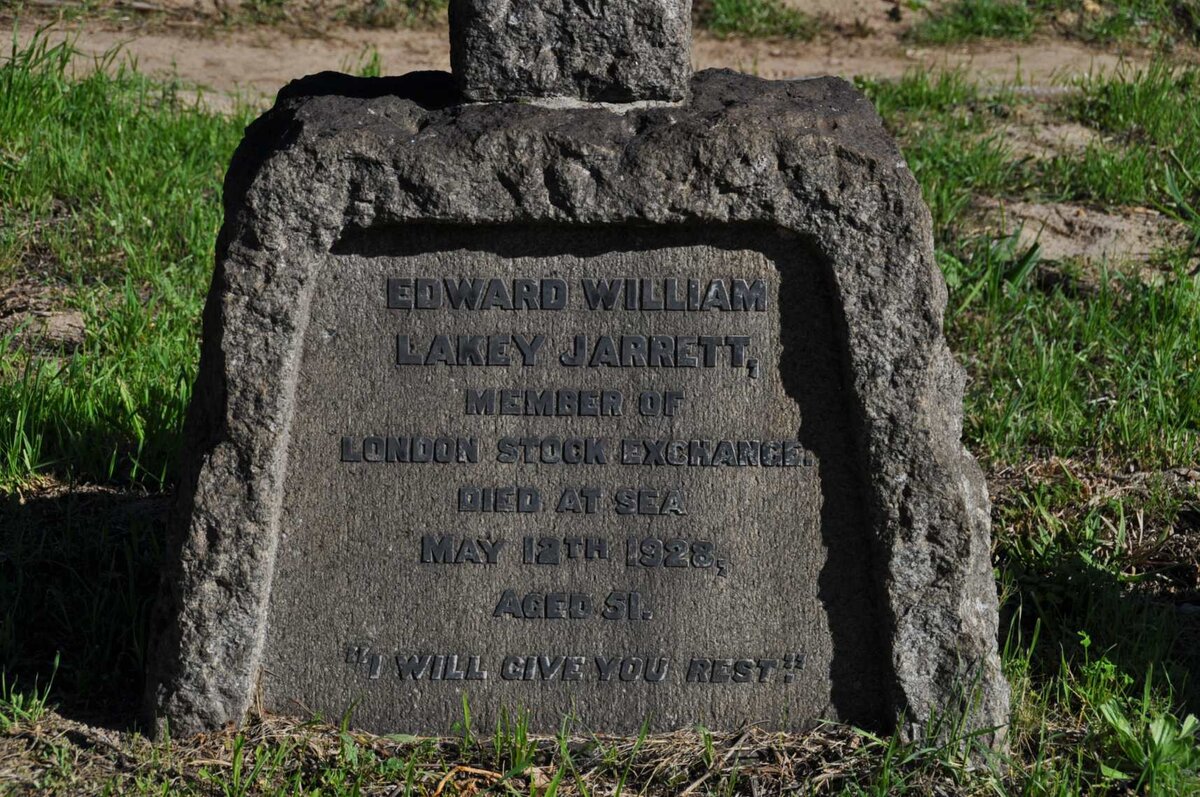 EDWARD WILLIAM
LAKEY JARRETT,
MEMBER OF
LONDON STOCK EXCHANGE.
DIED AT SEA
MAY 12TH 1928,
AGED 51.
"I WILL GIVE YOU REST."